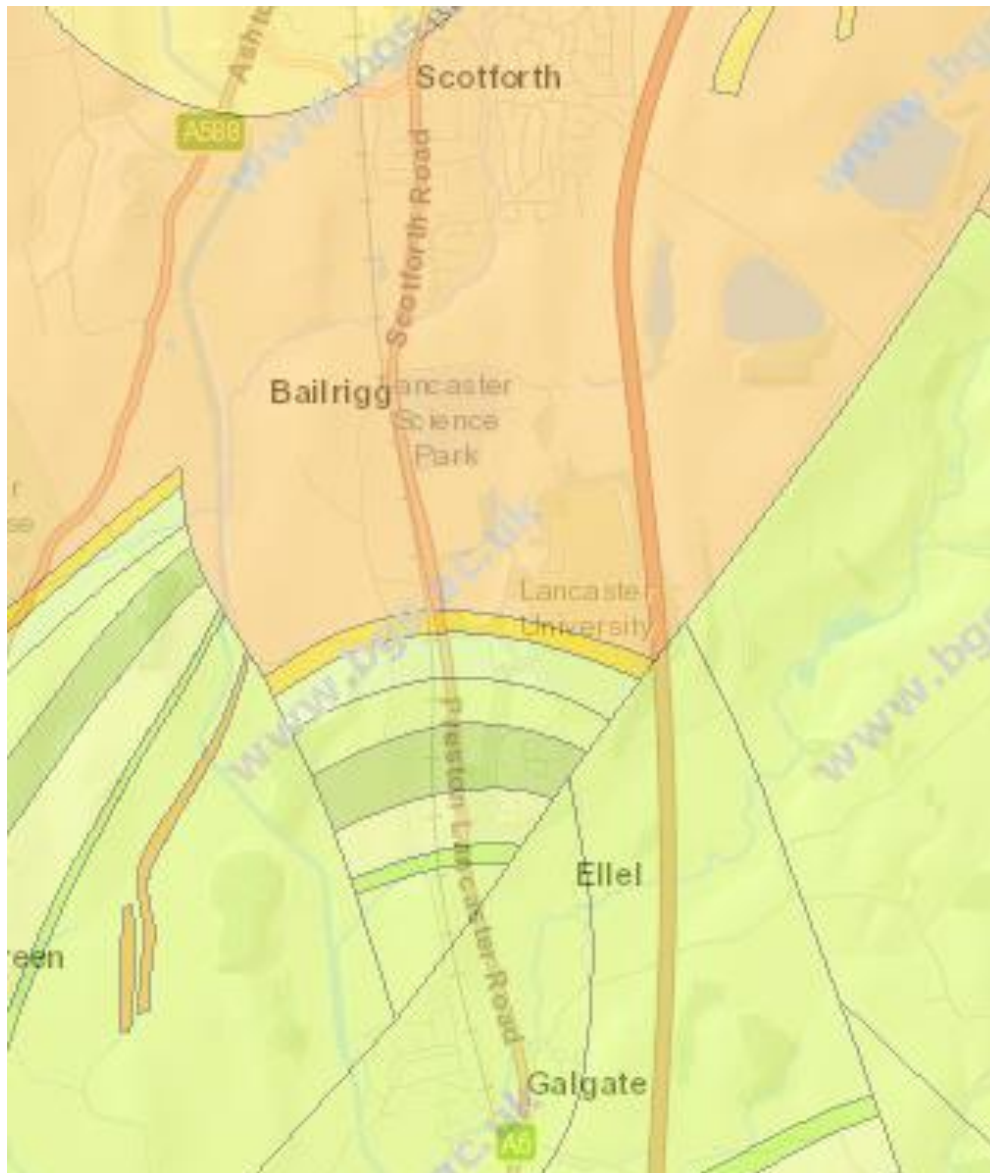 Scotforth
A588
Scotforth Road
Bailrigg
Lancaster
Science
Park
Lancaster
University
Preston Lancaster Road
Ellel
een
Galgate
A6
www.bgs.ac.uk